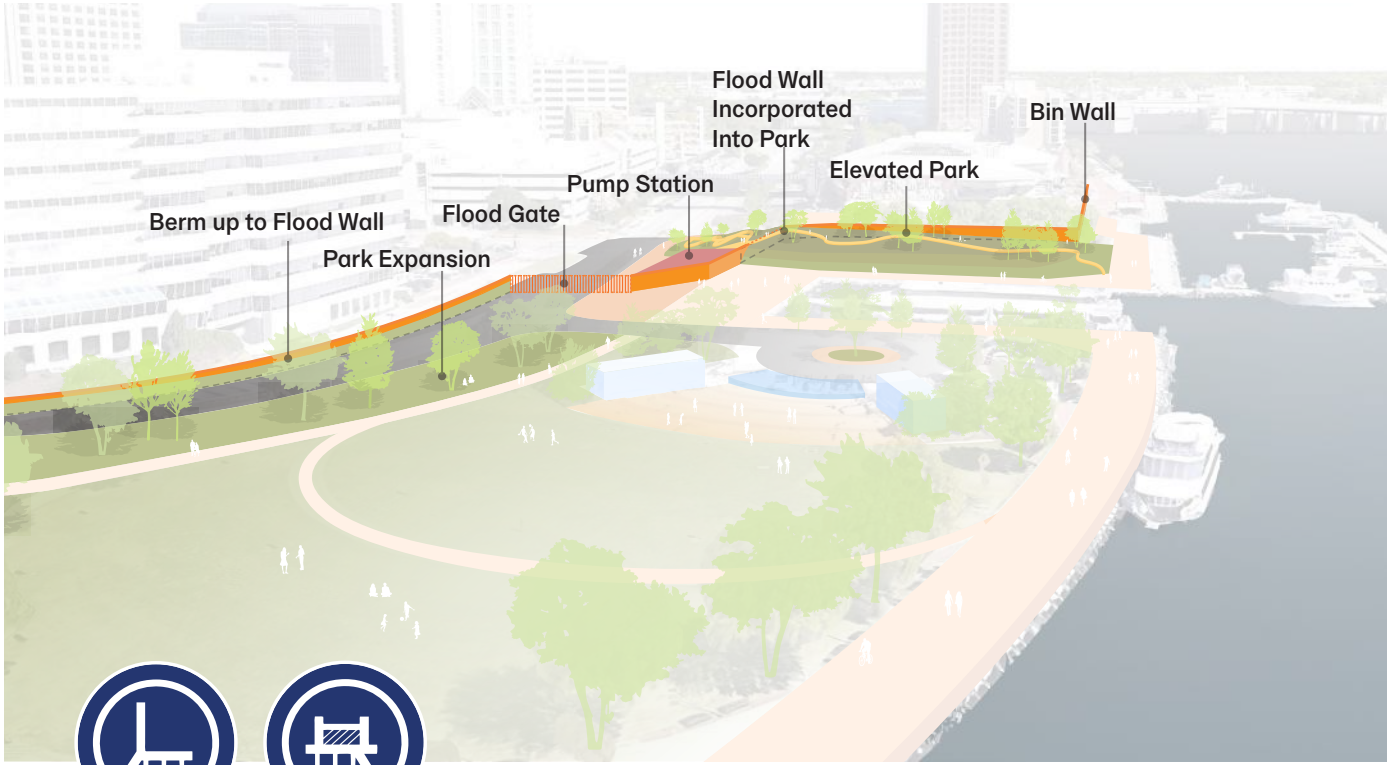 Flood Wall
Incorporated
Into Park
Bin Wall
Elevated Park
Pump Station
Flood Gate
Berm up to Flood Wall
Park Expansion